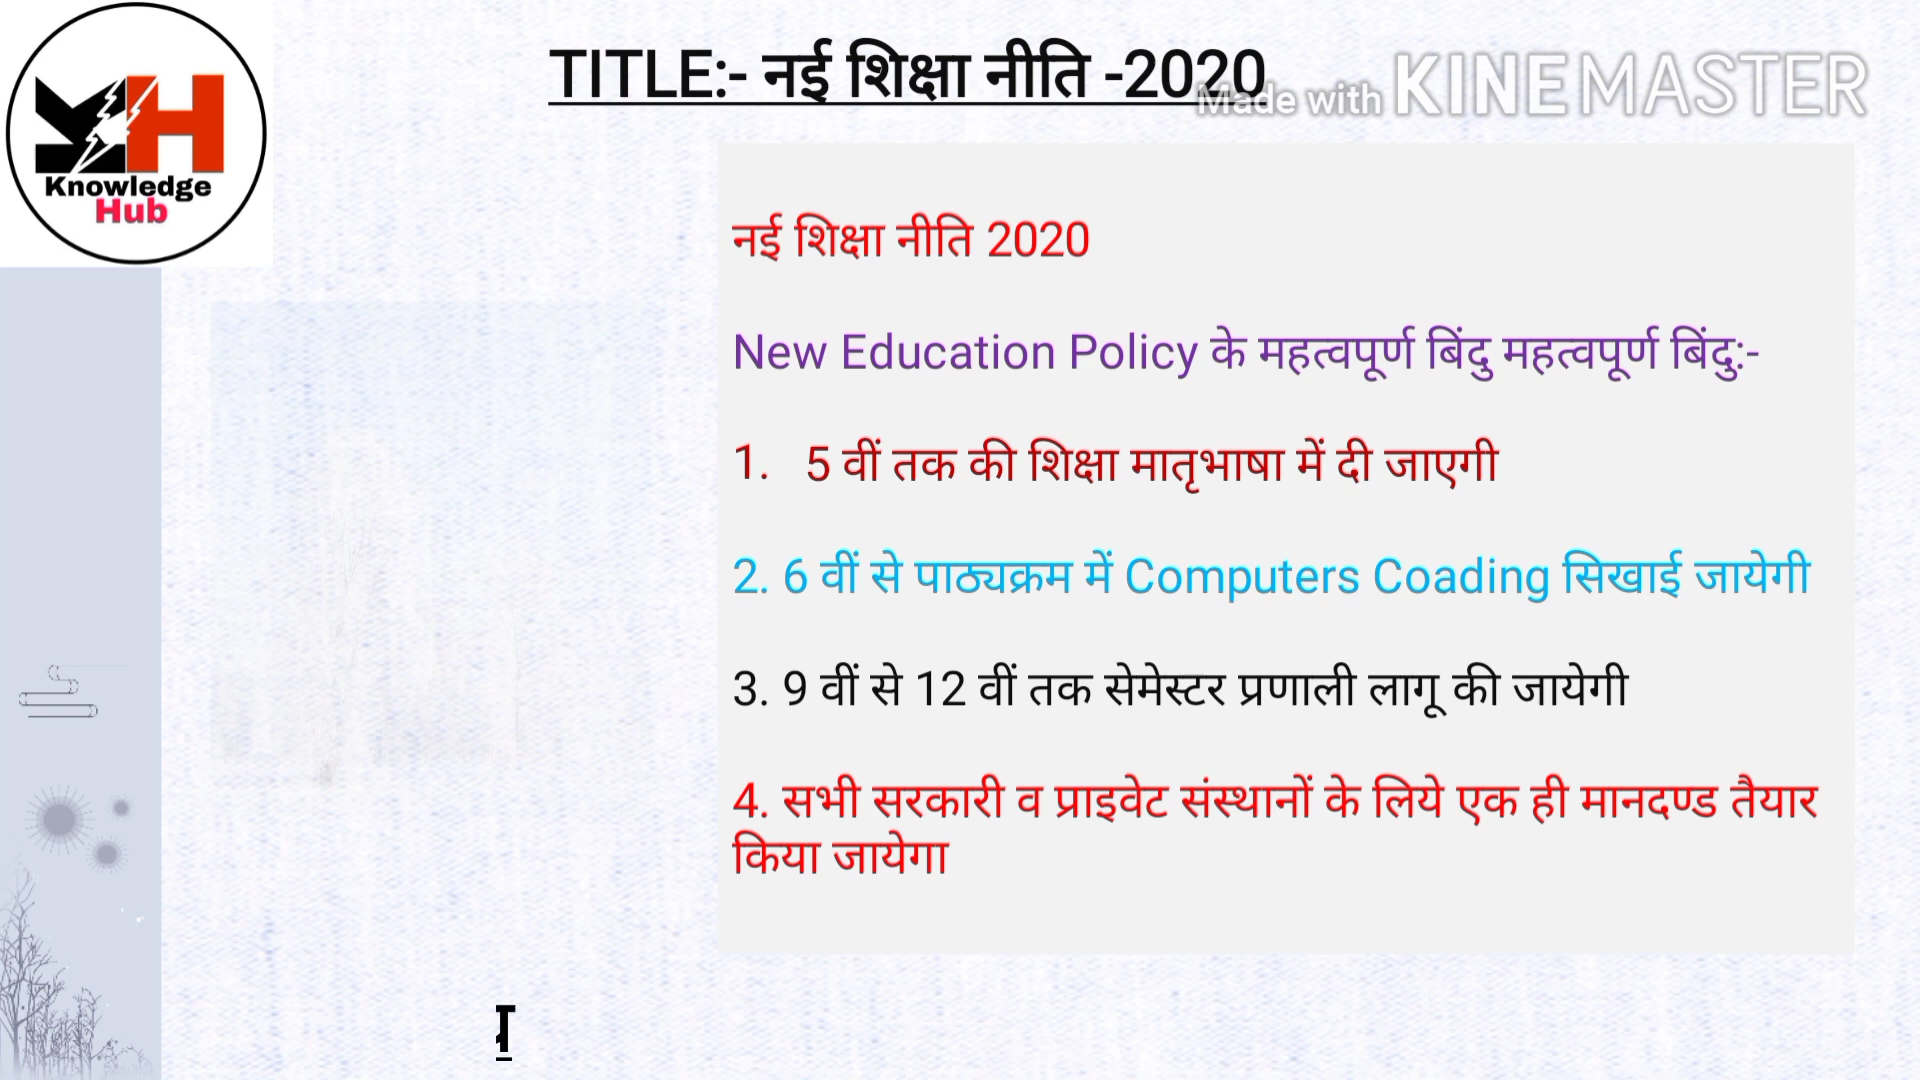 Knowledge
Hub
TITLE:- नई शिक्षा नीति -2020
Made with KINEMASTER
नई शिक्षा नीति 2020
New Education Policy के महत्वपूर्ण बिंदु महत्वपूर्ण बिंदु:-
1. 5 वीं तक की शिक्षा मातृभाषा में दी जाएगी
2. 6 वीं से पाठ्यक्रम में Computers Coading सिखाई जायेगी
3. 9 वीं से 12 वीं तक सेमेस्टर प्रणाली लागू की जायेगी
4. सभी सरकारी व प्राइवेट संस्थानों के लिये एक ही मानदण्ड तैयार
किया जायेगा